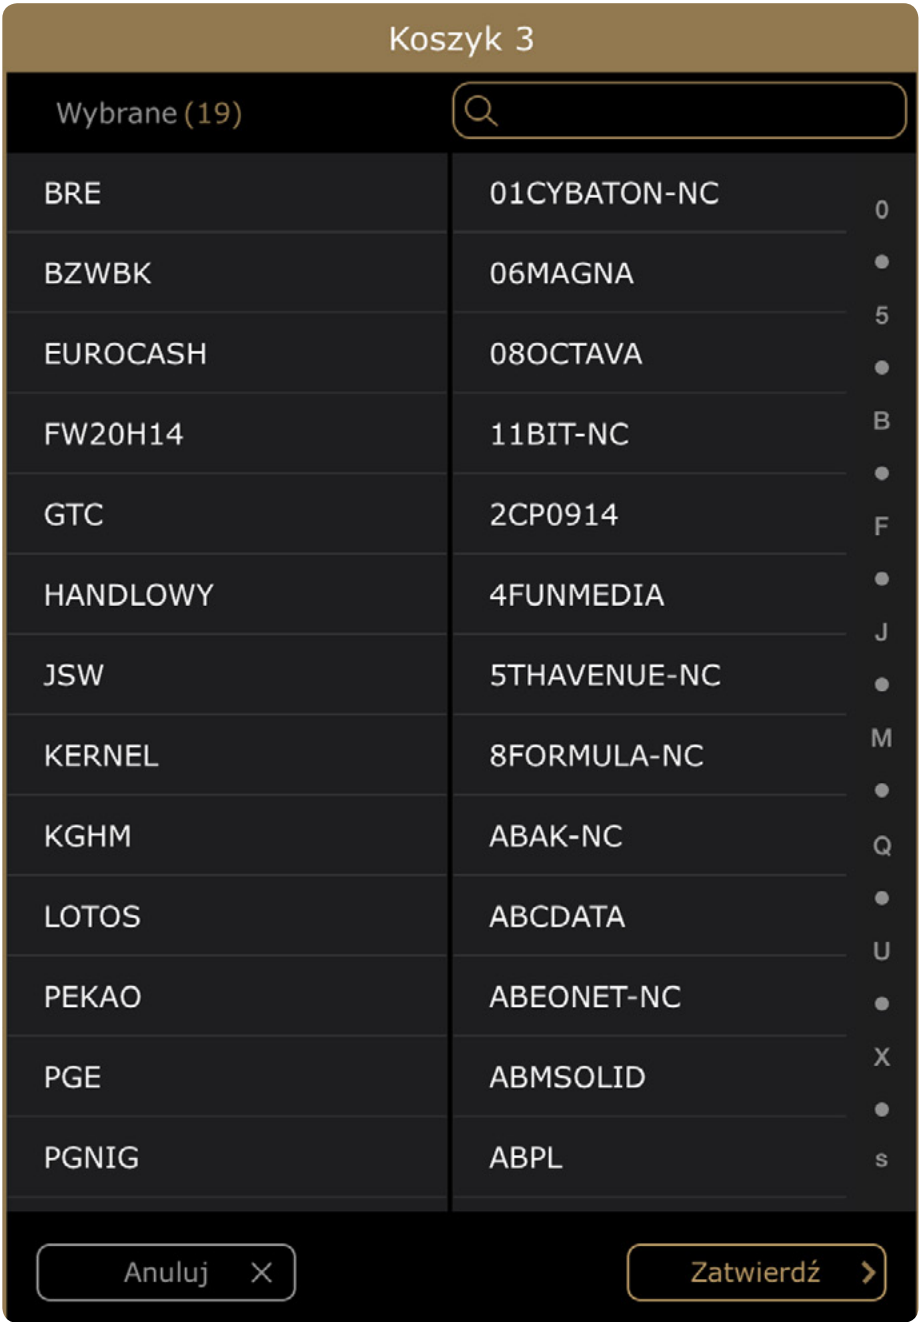 Koszyk 3
Wybrane (19)
BRE
BZWBK
EUROCASH
FW20H14
GTC
HANDLOWY
JSW
KERNEL
KGHM
LOTOS
PEKAO
PGE
PGNIG
01CYBATON-NC
06MAGNA
08OCTAVA
11BIT-NC
2CP0914
4FUNMEDIA
5THAVENUE-NC
8FORMULA-NC
ABAK-NC
ABCDATA
ABEONET-NC
ABMSOLID
ABPL
0
5
B
F
J
M
Q
U
X
s
Anuluj
Zatwierdź